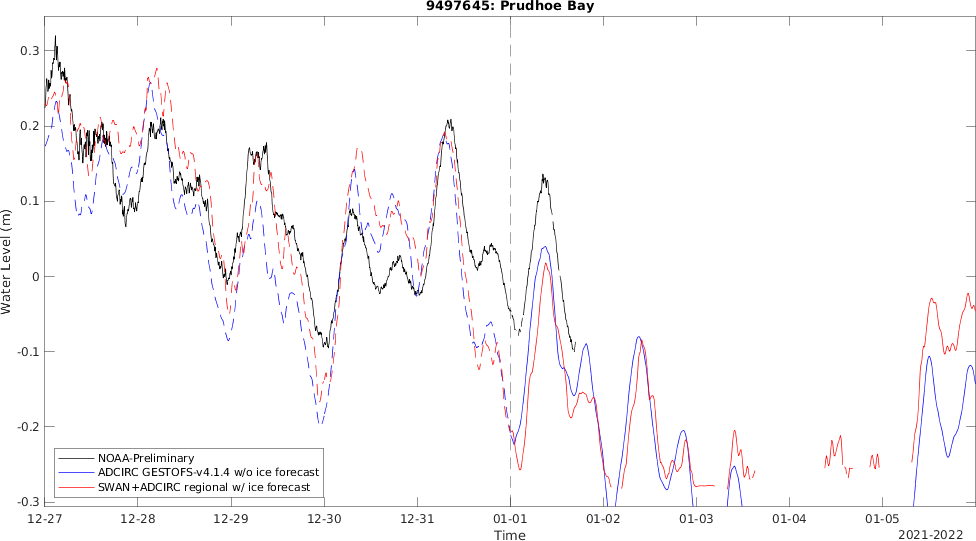 9497645: Prudhoe Bay
Water Level (m)
0.3
0.2
0.1
0
-0.1
-0.2
-0.3
NOAA-Preliminary
ADCIRC GESTOFS-v4.1.4 w/o ice forecast
SWAN+ADCIRC regional w/ ice forecast
12-27 12-28 12-29 12-30 12-31 01-01 01-02 01-03 01-04 01-05
Time
2021-2022